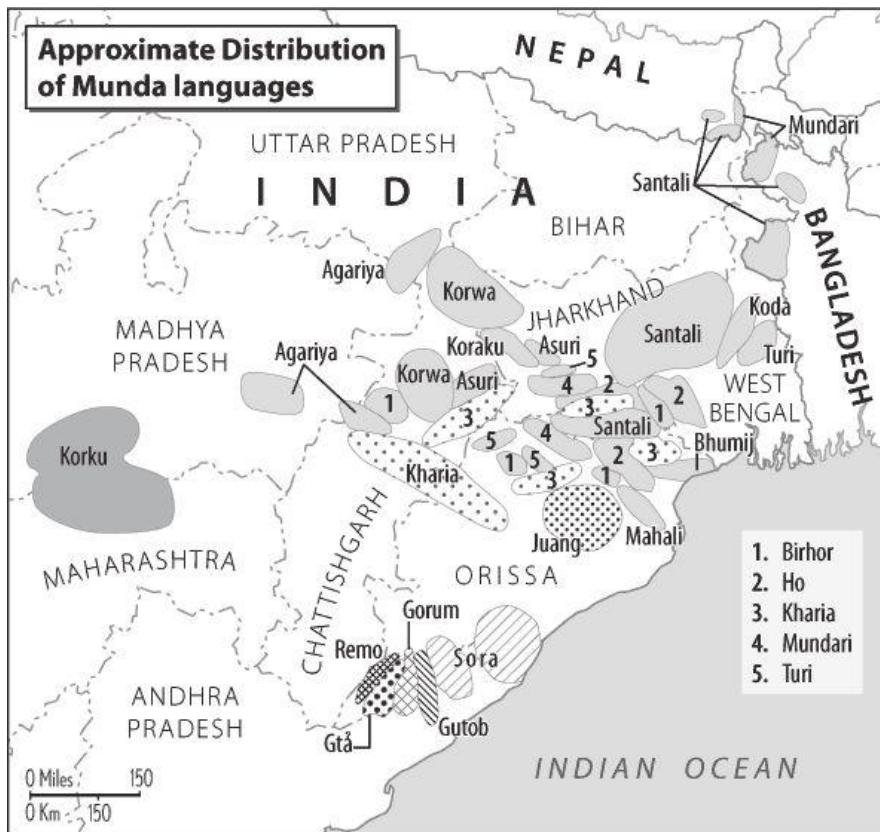 Approximate Distribution
of Munda languages
NEPAL
UTTAR PRADESH
Mundari
Santali
INDIA
BIHAR
BANGLADESH
Agariya
Korwa
JHARKHAND
MADHYA
PRADESH
Koraku
Asuri
Santali
Koda
Turi
Agariya
Korwa
Asuri
5
4
2
3
1
2
WEST
BENGAL
1
3
Santali
Korku
Kharia
5
4
1
5
3
2
1
3
Bhumij
Juang
Mahali
MAHARASHTRA
CHATTISHGARH
ORISSA
1. Birhor
2. Ho
3. Kharia
4. Mundari
5. Turi
Gorum
Remo
Sora
ANDHRA
PRADESH
Gtả
Gutob
0 Miles 150
0 Km 150
INDIAN OCEAN